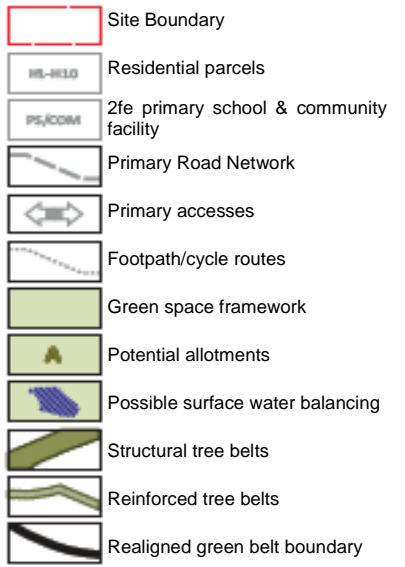 Site Boundary
H1-H10
Residential parcels
PS/COM
2fe primary school & community
facility
Primary Road Network
Primary accesses
Footpath/cycle routes
Green space framework
A
Potential allotments
Possible surface water balancing
Structural tree belts
Reinforced tree belts
Realigned green belt boundary